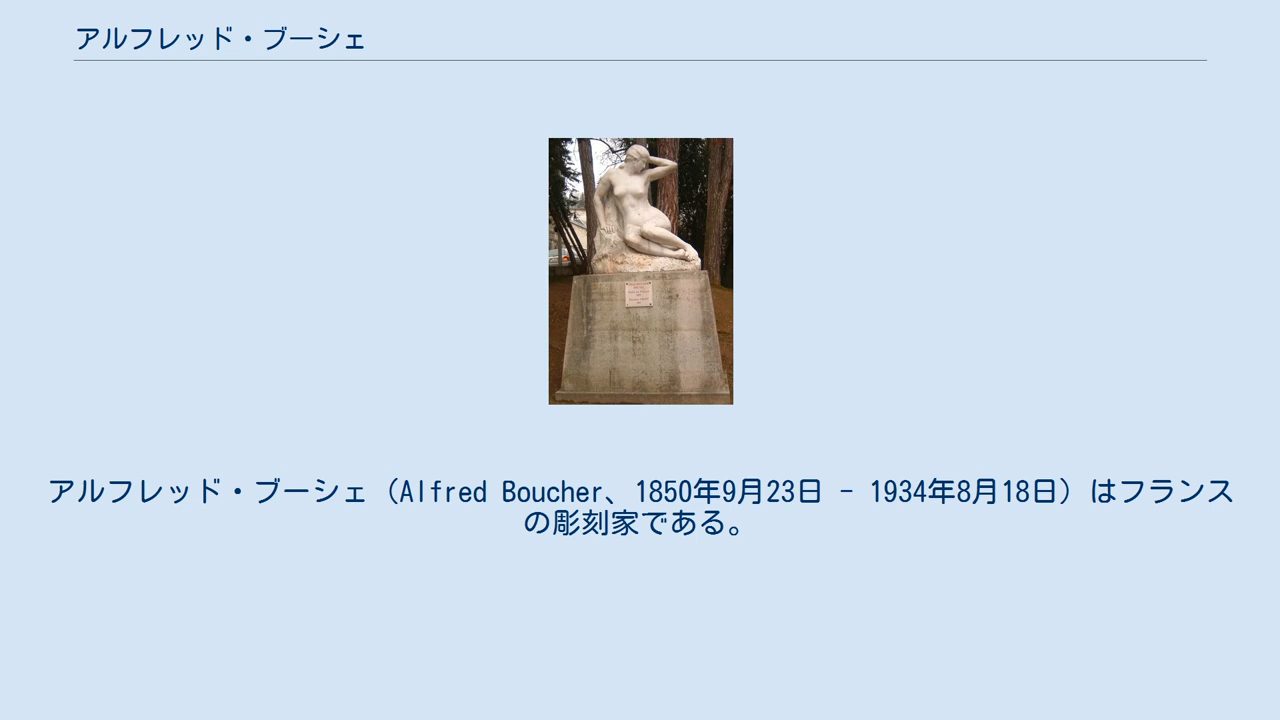 アルフレッド・ブーシェ
アルフレッド・ブーシェ（Alfred Boucher、1850年9月23日 - 1934年8月18日）はフランス
の彫刻家である。